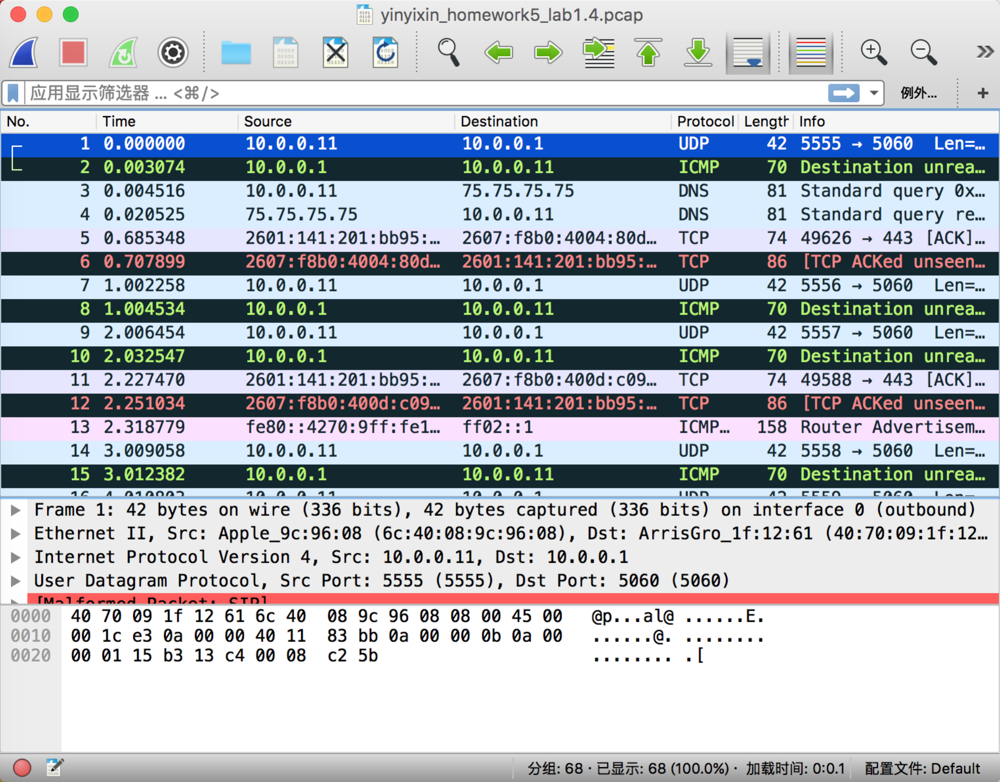 yinyixin_homework5_lab1.4.pcap
应用显示筛选器 ... <⌘/>
例外...
+
No. Time Source Destination Protocol Length Info
1 0.000000 10.0.0.11 10.0.0.1 UDP 42 5555 → 5060 Len=…
2 0.003074 10.0.0.1 10.0.0.11 ICMP 70 Destination unrea…
3 0.004516 10.0.0.11 75.75.75.75 DNS 81 Standard query 0x…
4 0.020525 75.75.75.75 10.0.0.11 DNS 81 Standard query re…
5 0.685348 2601:141:201:bb95:… 2607:f8b0:4004:80d… TCP 74 49626 → 443 [ACK]…
6 0.707899 2607:f8b0:4004:80d… 2601:141:201:bb95:… TCP 86 [TCP ACKed unseen…
7 1.002258 10.0.0.11 10.0.0.1 UDP 42 5556 → 5060 Len=…
8 1.004534 10.0.0.1 10.0.0.11 ICMP 70 Destination unrea…
9 2.006454 10.0.0.11 10.0.0.1 UDP 42 5557 → 5060 Len=…
10 2.032547 10.0.0.1 10.0.0.11 ICMP 70 Destination unrea…
11 2.227470 2601:141:201:bb95:… 2607:f8b0:400d:c09… TCP 74 49588 → 443 [ACK]…
12 2.251034 2607:f8b0:400d:c09… 2601:141:201:bb95:… TCP 86 [TCP ACKed unseen…
13 2.318779 fe80::4270:9ff:fe1… ff02::1 ICMP… 158 Router Advertisem…
14 3.009058 10.0.0.11 10.0.0.1 UDP 42 5558 → 5060 Len=…
15 3.012382 10.0.0.1 10.0.0.11 ICMP 70 Destination unrea…
Frame 1: 42 bytes on wire (336 bits), 42 bytes captured (336 bits) on interface 0 (outbound)
Ethernet II, Src: Apple_9c:96:08 (6c:40:08:9c:96:08), Dst: ArrisGro_1f:12:61 (40:70:09:1f:12…
Internet Protocol Version 4, Src: 10.0.0.11, Dst: 10.0.0.1
User Datagram Protocol, Src Port: 5555 (5555), Dst Port: 5060 (5060)
[Malformed Packet: SIP]
0000 40 70 09 1f 12 61 6c 40 08 9c 96 08 08 00 45 00 @p...al@ ......E.
0010 00 1c e3 0a 00 00 40 11 83 bb 0a 00 00 0b 0a 00 ......@. ........
0020 00 01 15 b3 13 c4 00 08 c2 5b ........ .[
分组: 68 · 已显示: 68 (100.0%) · 加载时间: 0:0.1 配置文件: Default